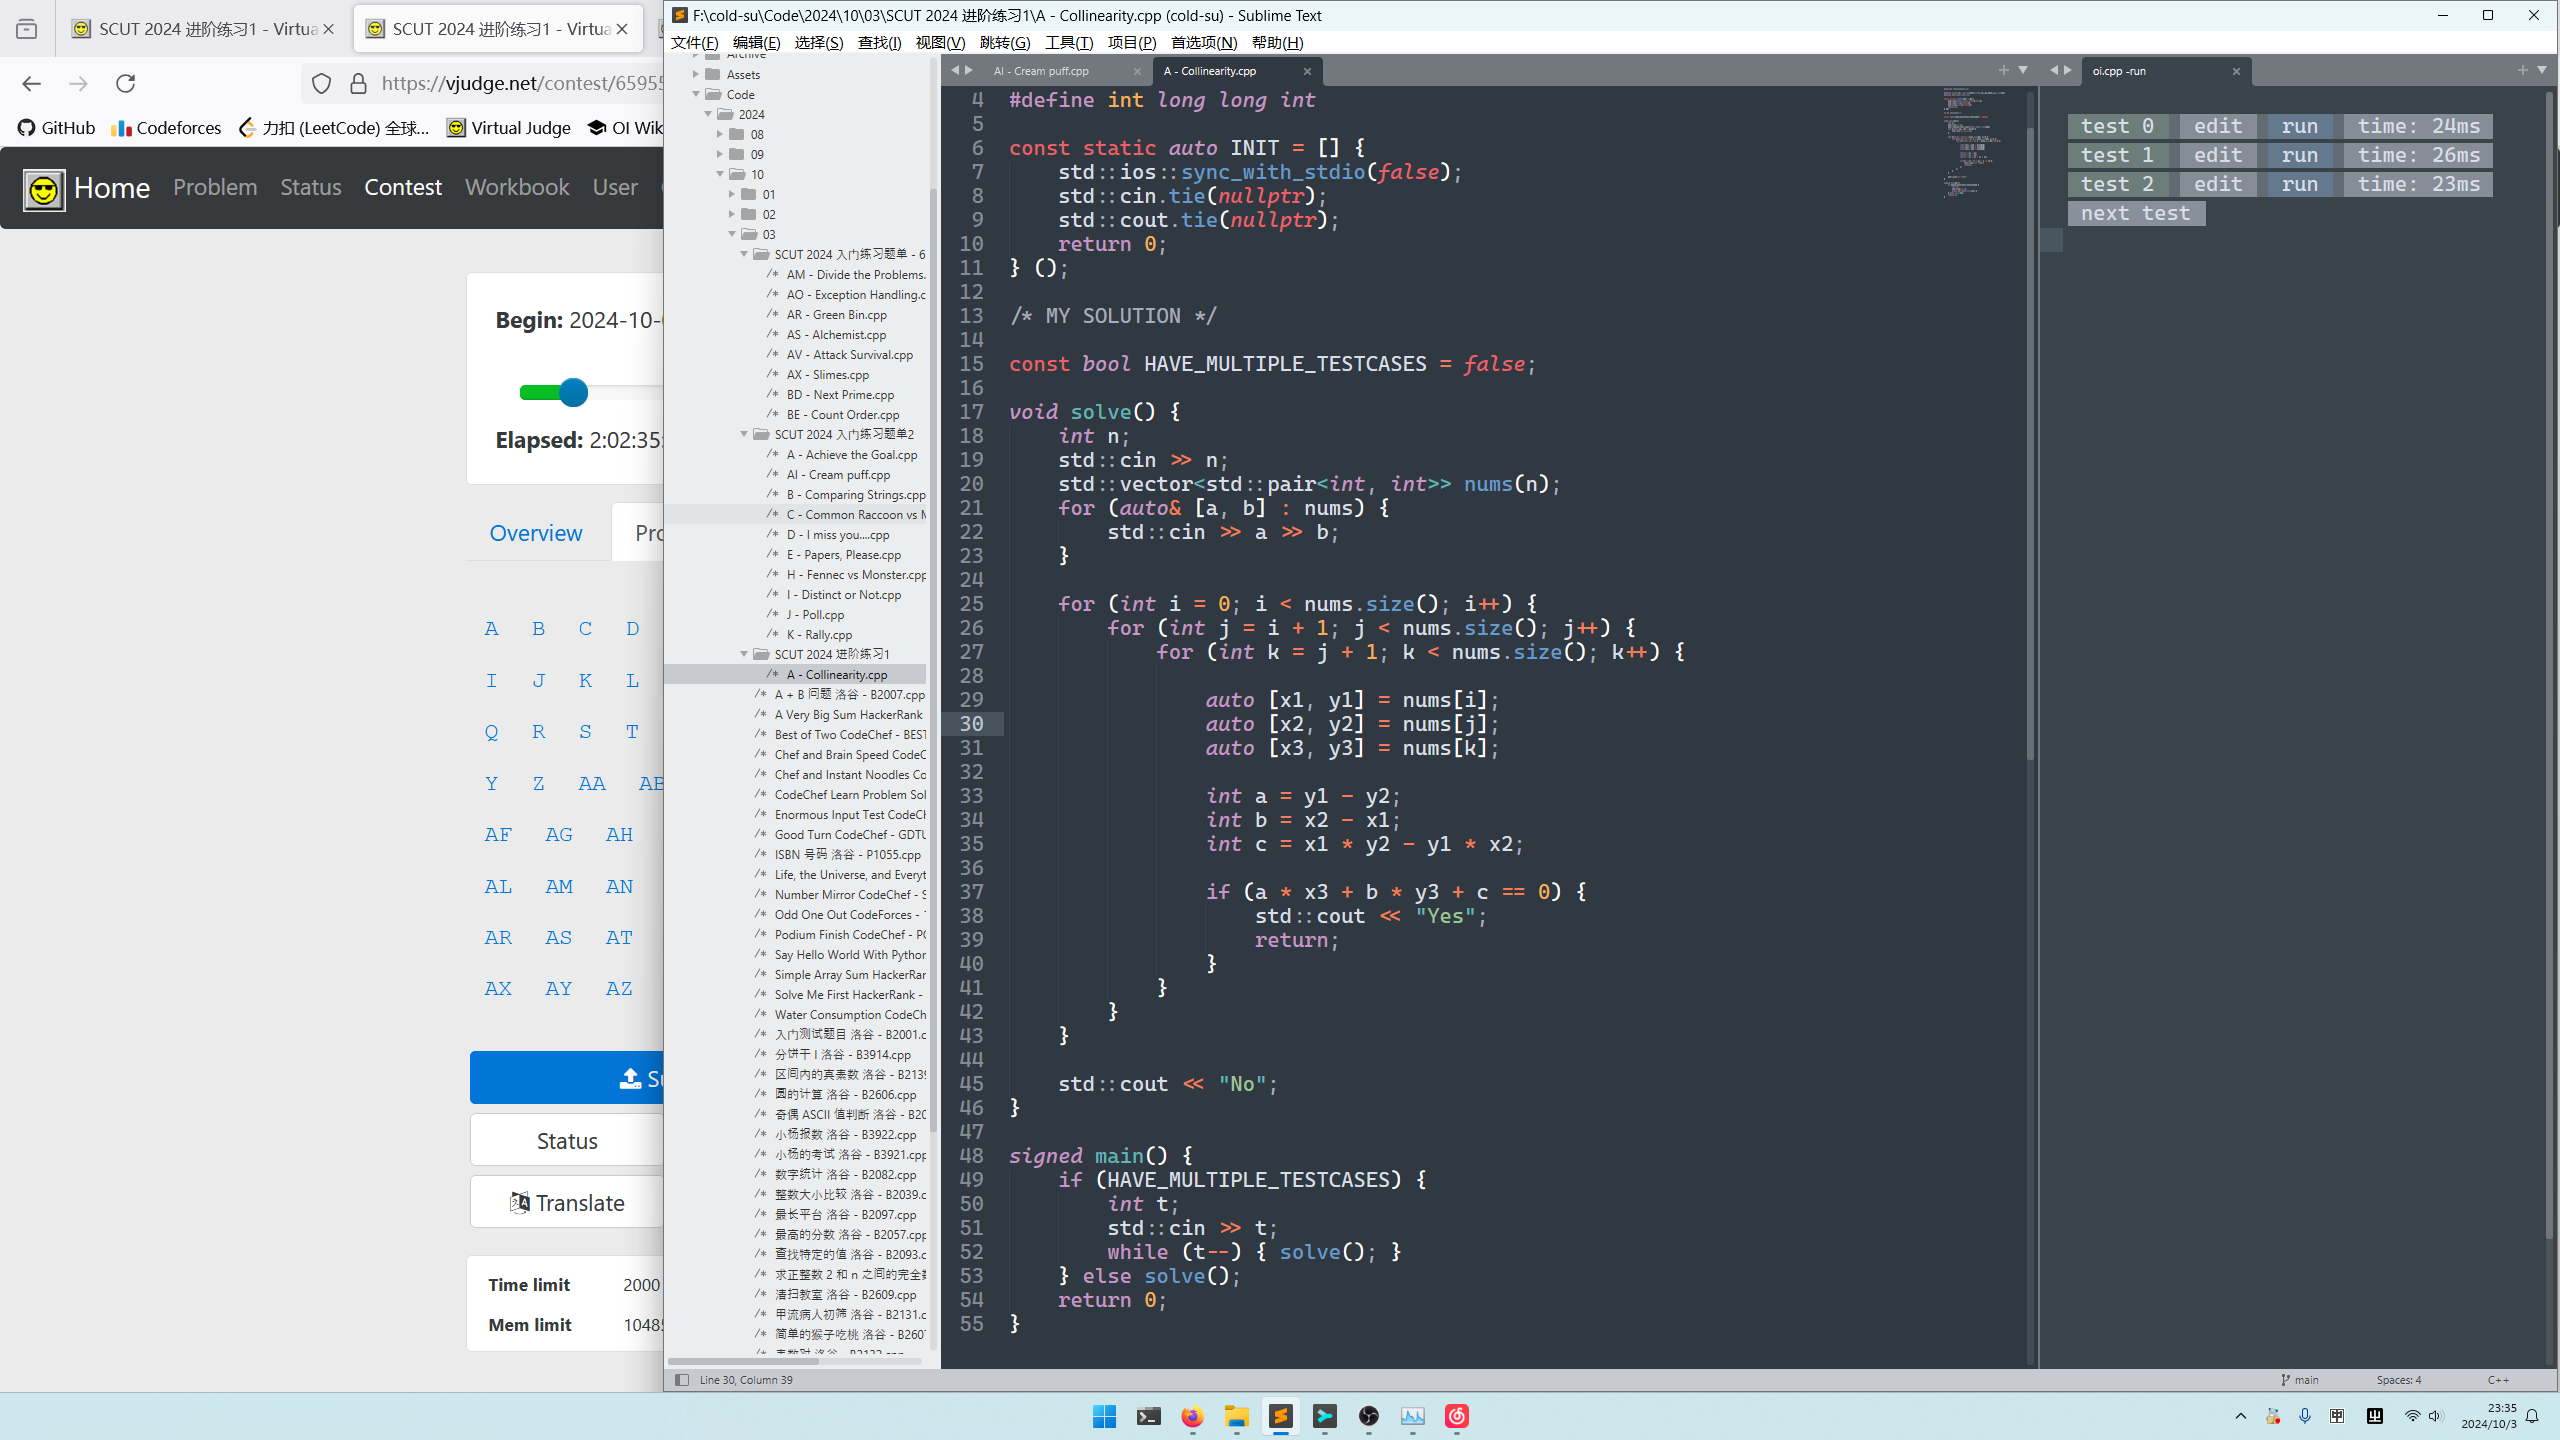 SCUT 2024 进阶练习1 - Virtua
SCUT 2024 进阶练习1 - Virtua
https://vjudge.net/contest/65955
GitHub
Codeforces
力扣 (LeetCode) 全球...
Virtual Judge
OI Wik
Home
Problem
Status
Contest
Workbook
User
Begin: 2024-10-
Elapsed: 2:02:35
Overview
Pro
A B C D
I J K L
Q R S T
Y Z AA AB
AF AG AH
AL AM AN
AR AS AT
AX AY AZ
Su
Status
Translate
Time limit 2000
Mem limit 10485
F:\cold-su\Code\2024\10\03\SCUT 2024 进阶练习1\A - Collinearity.cpp (cold-su) - Sublime Text
文件(F) 编辑(E) 选择(S) 查找(I) 视图(V) 跳转(G) 工具(T) 项目(P) 首选项(N) 帮助(H)
Archive
Assets
Code
2024
08
09
10
01
02
03
SCUT 2024 入门练习题单 - 6
/* AM - Divide the Problems.
/* AO - Exception Handling.c
/* AR - Green Bin.cpp
/* AS - Alchemist.cpp
/* AV - Attack Survival.cpp
/* AX - Slimes.cpp
/* BD - Next Prime.cpp
/* BE - Count Order.cpp
SCUT 2024 入门练习题单2
/* A - Achieve the Goal.cpp
/* AI - Cream puff.cpp
/* B - Comparing Strings.cpp
/* C - Common Raccoon vs M
/* D - I miss you....cpp
/* E - Papers, Please.cpp
/* H - Fennec vs Monster.cpp
/* I - Distinct or Not.cpp
/* J - Poll.cpp
/* K - Rally.cpp
SCUT 2024 进阶练习1
/* A - Collinearity.cpp
/* A + B 问题 洛谷 - B2007.cpp
/* A Very Big Sum HackerRank
/* Best of Two CodeChef - BEST
/* Chef and Brain Speed CodeC
/* Chef and Instant Noodles Co
/* CodeChef Learn Problem Sol
/* Enormous Input Test CodeCh
/* Good Turn CodeChef - GDTU
/* ISBN 号码 洛谷 - P1055.cpp
/* Life, the Universe, and Everyt
/* Number Mirror CodeChef - S
/* Odd One Out CodeForces -
/* Podium Finish CodeChef - PO
/* Say Hello World With Python
/* Simple Array Sum HackerRan
/* Solve Me First HackerRank -
/* Water Consumption CodeCh
/* 入门测试题目 洛谷 - B2001.c
/* 分饼干 I 洛谷 - B3914.cpp
/* 区间内的真素数 洛谷 - B2139
/* 圆的计算 洛谷 - B2606.cpp
/* 奇偶 ASCII 值判断 洛谷 - B20
/* 小杨报数 洛谷 - B3922.cpp
/* 小杨的考试 洛谷 - B3921.cpp
/* 数字统计 洛谷 - B2082.cpp
/* 整数大小比较 洛谷 - B2039.c
/* 最长平台 洛谷 - B2097.cpp
/* 最高的分数 洛谷 - B2057.cpp
/* 查找特定的值 洛谷 - B2093.c
/* 求正整数 2 和 n 之间的完全数
/* 清扫教室 洛谷 - B2609.cpp
/* 甲流病人初筛 洛谷 - B2131.c
/* 简单的猴子吃桃 洛谷 - B2607
AI - Cream puff.cpp
A - Collinearity.cpp
4 #define int long long int
5
6 const static auto INIT = [] {
7 std::ios::sync_with_stdio(false);
8 std::cin.tie(nullptr);
9 std::cout.tie(nullptr);
10 return 0;
11 } ();
12
13 /* MY SOLUTION */
14
15 const bool HAVE_MULTIPLE_TESTCASES = false;
16
17 void solve() {
18 int n;
19 std::cin >> n;
20 std::vector<std::pair<int, int>> nums(n);
21 for (auto& [a, b] : nums) {
22 std::cin >> a >> b;
23 }
24
25 for (int i = 0; i < nums.size(); i++) {
26 for (int j = i + 1; j < nums.size(); j++) {
27 for (int k = j + 1; k < nums.size(); k++) {
28
29 auto [x1, y1] = nums[i];
30 auto [x2, y2] = nums[j];
31 auto [x3, y3] = nums[k];
32
33 int a = y1 - y2;
34 int b = x2 - x1;
35 int c = x1 * y2 - y1 * x2;
36
37 if (a * x3 + b * y3 + c == 0) {
38 std::cout << "Yes";
39 return;
40 }
41 }
42 }
43 }
44
45 std::cout << "No";
46 }
47
48 signed main() {
49 if (HAVE_MULTIPLE_TESTCASES) {
50 int t;
51 std::cin >> t;
52 while (t--) { solve(); }
53 } else solve();
54 return 0;
55 }
oi.cpp -run
test 0 edit run time: 24ms
test 1 edit run time: 26ms
test 2 edit run time: 23ms
next test
Line 30, Column 39
main
Spaces: 4
C++
23:35
2024/10/3